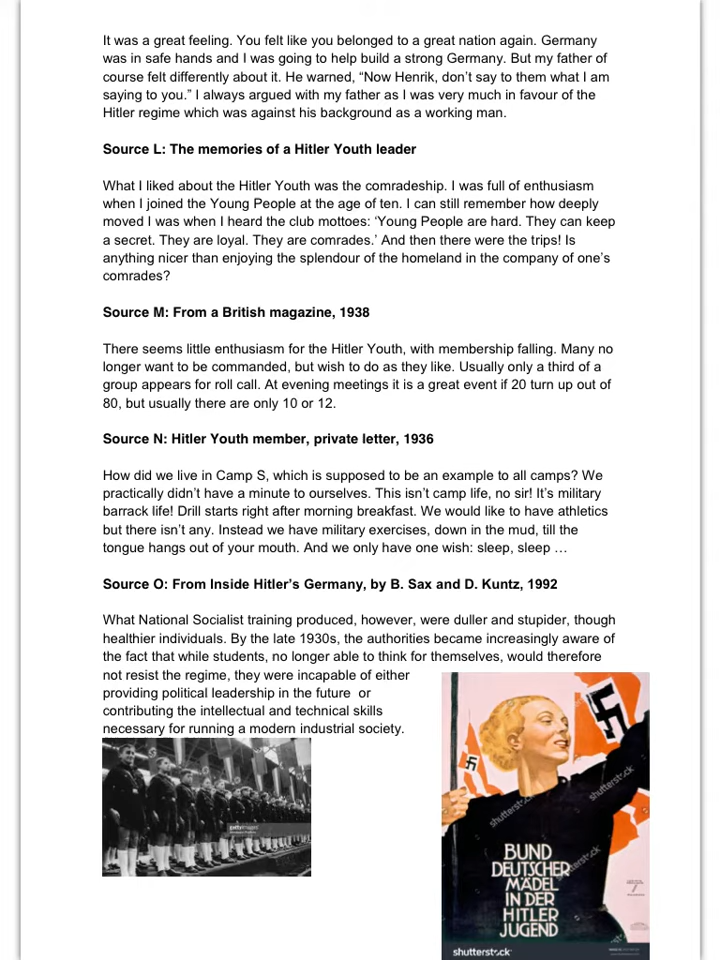 It was a great feeling. You felt like you belonged to a great nation again. Germany
was in safe hands and I was going to help build a strong Germany. But my father of
course felt differently about it. He warned, “Now Henrik, don’t say to them what I am
saying to you.” I always argued with my father as I was very much in favour of the
Hitler regime which was against his background as a working man.
Source L: The memories of a Hitler Youth leader
What I liked about the Hitler Youth was the comradeship. I was full of enthusiasm
when I joined the Young People at the age of ten. I can still remember how deeply
moved I was when I heard the club mottoes: ‘Young People are hard. They can keep
a secret. They are loyal. They are comrades.’ And then there were the trips! Is
anything nicer than enjoying the splendour of the homeland in the company of one’s
comrades?
Source M: From a British magazine, 1938
There seems little enthusiasm for the Hitler Youth, with membership falling. Many no
longer want to be commanded, but wish to do as they like. Usually only a third of a
group appears for roll call. At evening meetings it is a great event if 20 turn up out of
80, but usually there are only 10 or 12.
Source N: Hitler Youth member, private letter, 1936
How did we live in Camp S, which is supposed to be an example to all camps? We
practically didn’t have a minute to ourselves. This isn’t camp life, no sir! It’s military
barrack life! Drill starts right after morning breakfast. We would like to have athletics
but there isn’t any. Instead we have military exercises, down in the mud, till the
tongue hangs out of your mouth. And we only have one wish: sleep, sleep …
Source O: From Inside Hitler’s Germany, by B. Sax and D. Kuntz, 1992
What National Socialist training produced, however, were duller and stupider, though
healthier individuals. By the late 1930s, the authorities became increasingly aware of
the fact that while students, no longer able to think for themselves, would therefore
not resist the regime, they were incapable of either
providing political leadership in the future or
contributing the intellectual and technical skills
necessary for running a modern industrial society.
gettyimages
shutterstock
shutterstock
shutterstock
BUND
DEUTSCHER
MÄDEL
IN DER
HITLER
JUGEND
shutterstock